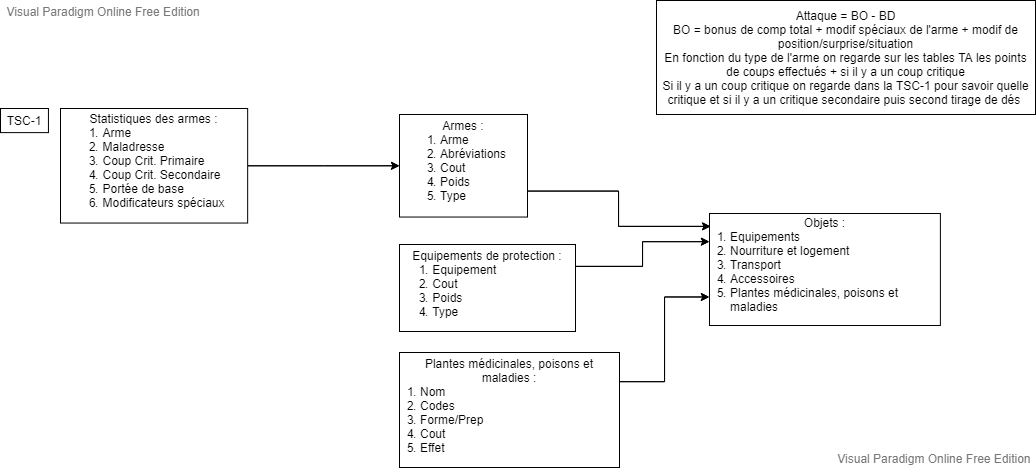 Visual Paradigm Online Free Edition
Attaque = BO - BD
BO = bonus de comp total + modif spéciaux de l'arme + modif de
position/surprise/situation
En fonction du type de l'arme on regarde sur les tables TA les points
de coups effectués + si il y a un coup critique
Si il y a un coup critique on regarde dans la TSC-1 pour savoir quelle
critique et si il y a un critique secondaire puis second tirage de dés
TSC-1
Statistiques des armes :
1. Arme
2. Maladresse
3. Coup Crit. Primaire
4. Coup Crit. Secondaire
5. Portée de base
6. Modificateurs spéciaux
Armes :
1. Arme
2. Abréviations
3. Cout
4. Poids
5. Type
Equipements de protection :
1. Equipement
2. Cout
3. Poids
4. Type
Plantes médicinales, poisons et
maladies :
1. Nom
2. Codes
3. Forme/Prep
4. Cout
5. Effet
Objets :
1. Equipements
2. Nourriture et logement
3. Transport
4. Accessoires
5. Plantes médicinales, poisons et
maladies
Visual Paradigm Online Free Edition